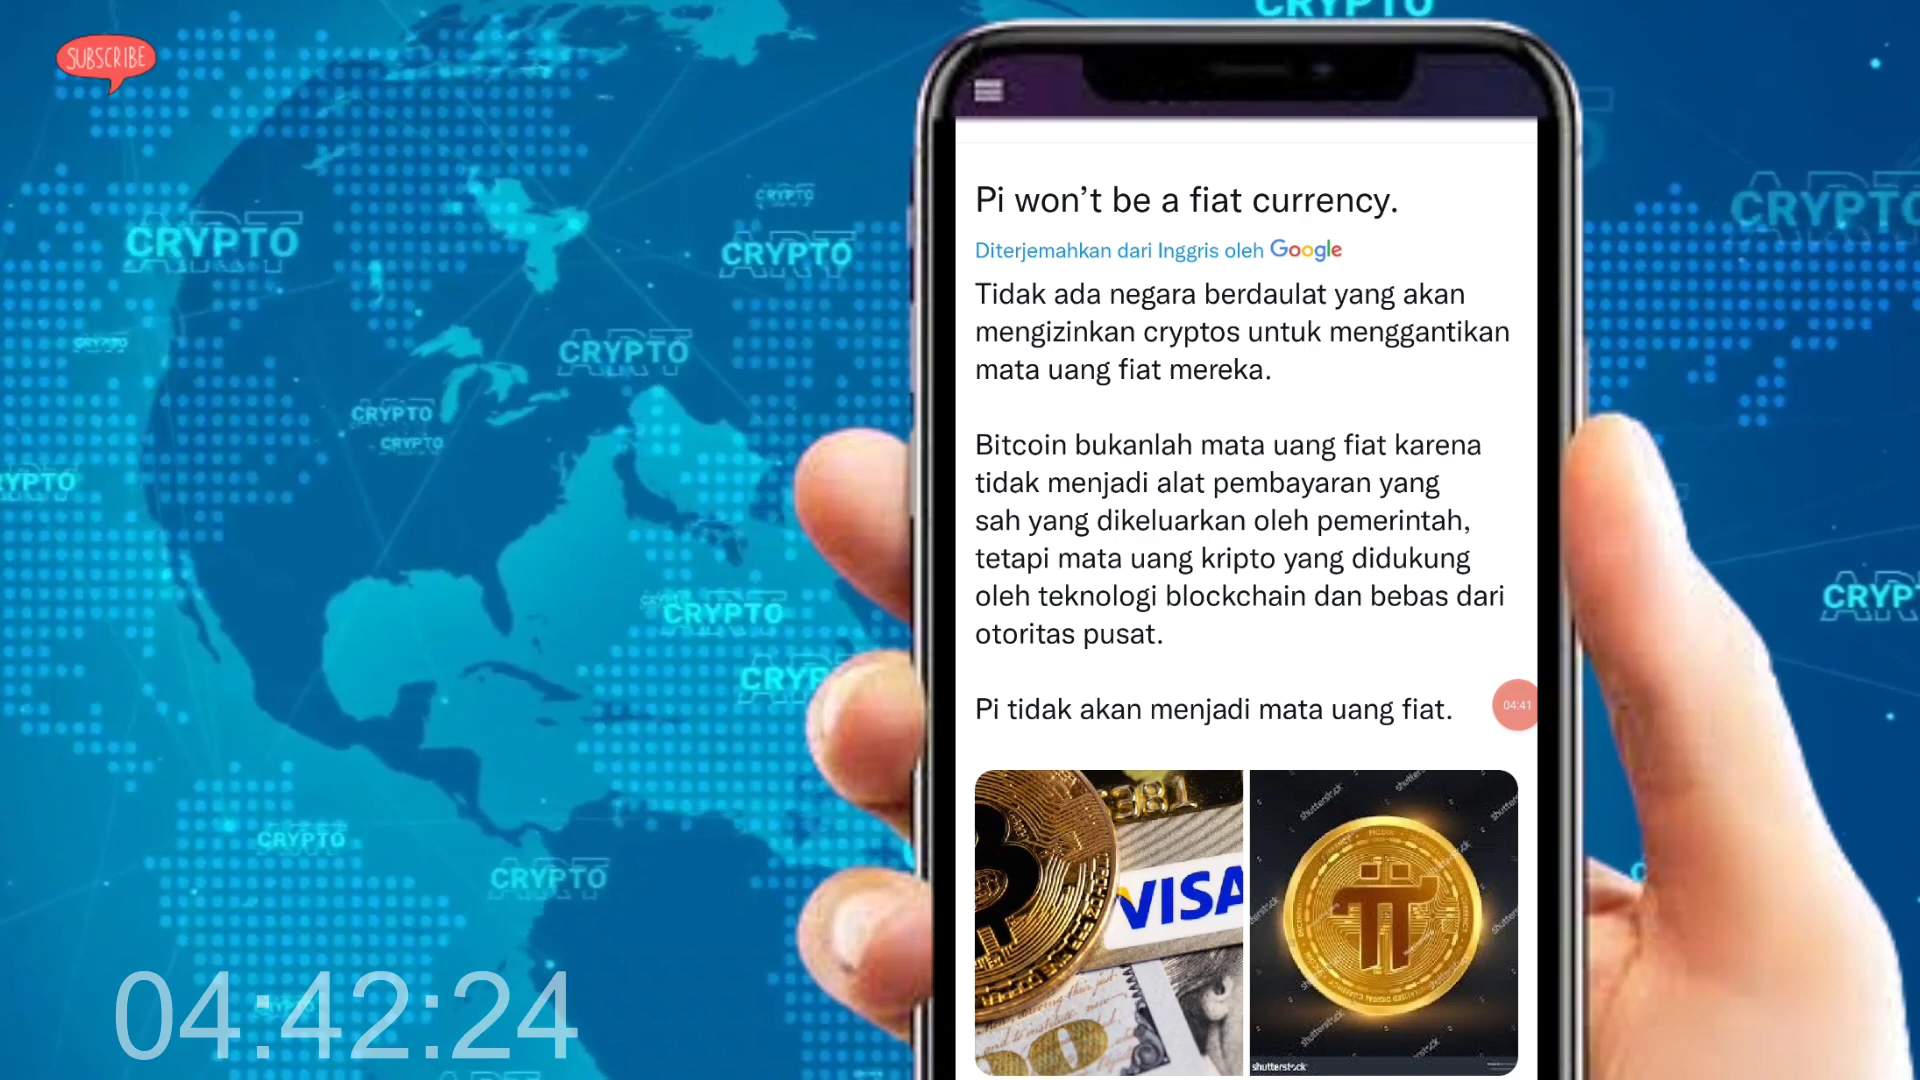 SUBSCRIBE
CRYPTO
CRYPTO
CRYPTO
CRYPTO
CRYPTO
CRYPTO
CRYPTO
CRYPTO
CRYPTO
CRYPTO
CRYPTO
Pi won’t be a fiat currency.
Diterjemahkan dari Inggris oleh Google
Tidak ada negara berdaulat yang akan
mengizinkan cryptos untuk menggantikan
mata uang fiat mereka.
Bitcoin bukanlah mata uang fiat karena
tidak menjadi alat pembayaran yang
sah yang dikeluarkan oleh pemerintah,
tetapi mata uang kripto yang didukung
oleh teknologi blockchain dan bebas dari
otoritas pusat.
Pi tidak akan menjadi mata uang fiat.
04:41
VISA
shutterstock
04:42:24